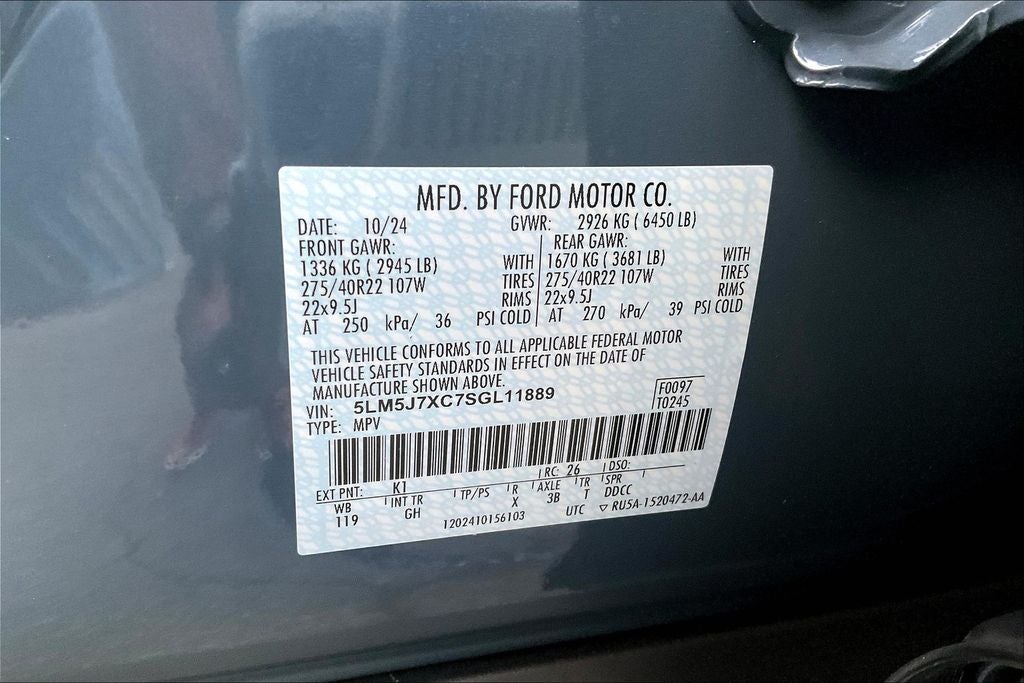 MFD. BY FORD MOTOR CO.
DATE: 10/24 GVWR: 2926 KG ( 6450 LB)
FRONT GAWR: REAR GAWR:
1336 KG ( 2945 LB) WITH 1670 KG ( 3681 LB) WITH
275/40R22 107W TIRES 275/40R22 107W TIRES
22x9.5J RIMS 22x9.5J RIMS
AT 250 kPa/ 36 PSI COLD AT 270 kPa/ 39 PSI COLD
THIS VEHICLE CONFORMS TO ALL APPLICABLE FEDERAL MOTOR
VEHICLE SAFETY STANDARDS IN EFFECT ON THE DATE OF
MANUFACTURE SHOWN ABOVE.
VIN: 5LM5J7XC7SGL11889 F0097
TYPE: MPV T0245
EXT PNT: K1 RC: 26 DSO:
WB INT TR TP/PS R AXLE TR SPR
119 GH X 3B T DDCC
1202410156103 UTC ▽ RU5A-1520472-AA